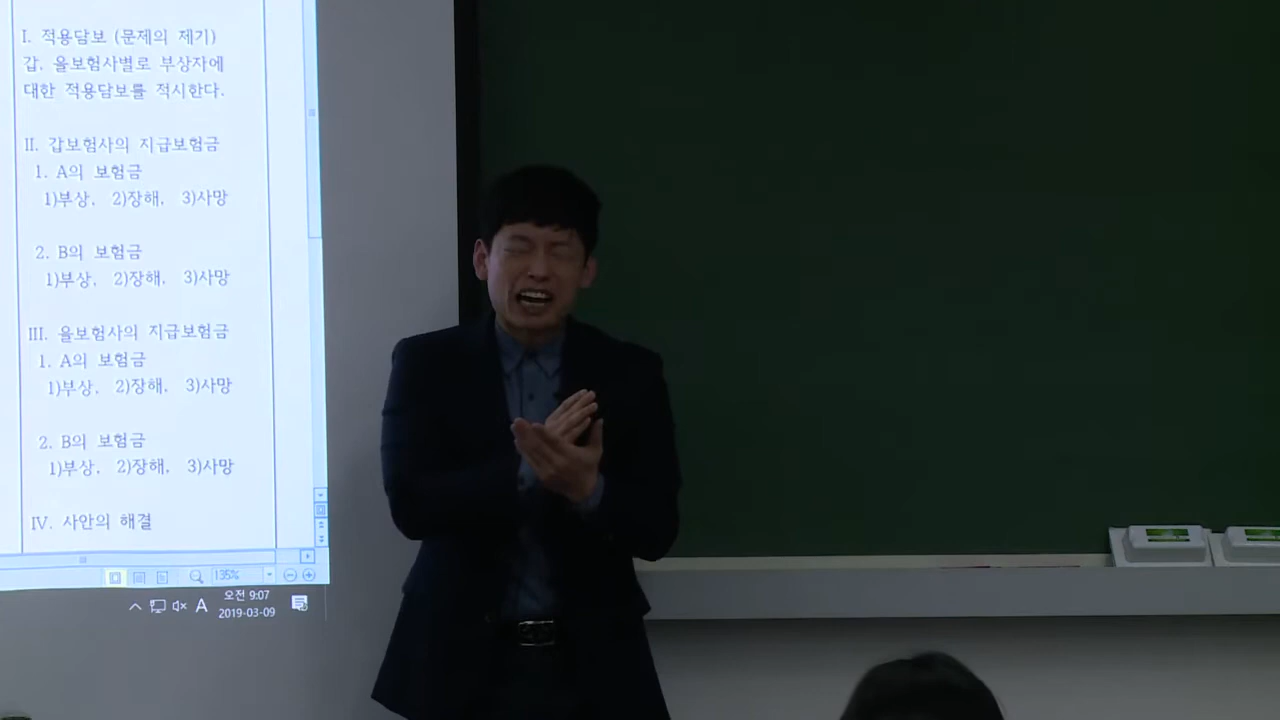 I. 적용담보 (문제의 제기)
갑. 을보험사별로 부상자에
대한 적용담보를 적시한다.
II. 갑보험사의 지급보험금
1. A의 보험금
1)부상, 2)장해, 3)사망
2. B의 보험금
1)부상, 2)장해, 3)사망
III. 을보험사의 지급보험금
1. A의 보험금
1)부상, 2)장해, 3)사망
2. B의 보험금
1)부상, 2)장해, 3)사망
IV. 사안의 해결
135%
A
오전 9:07
2019-03-09